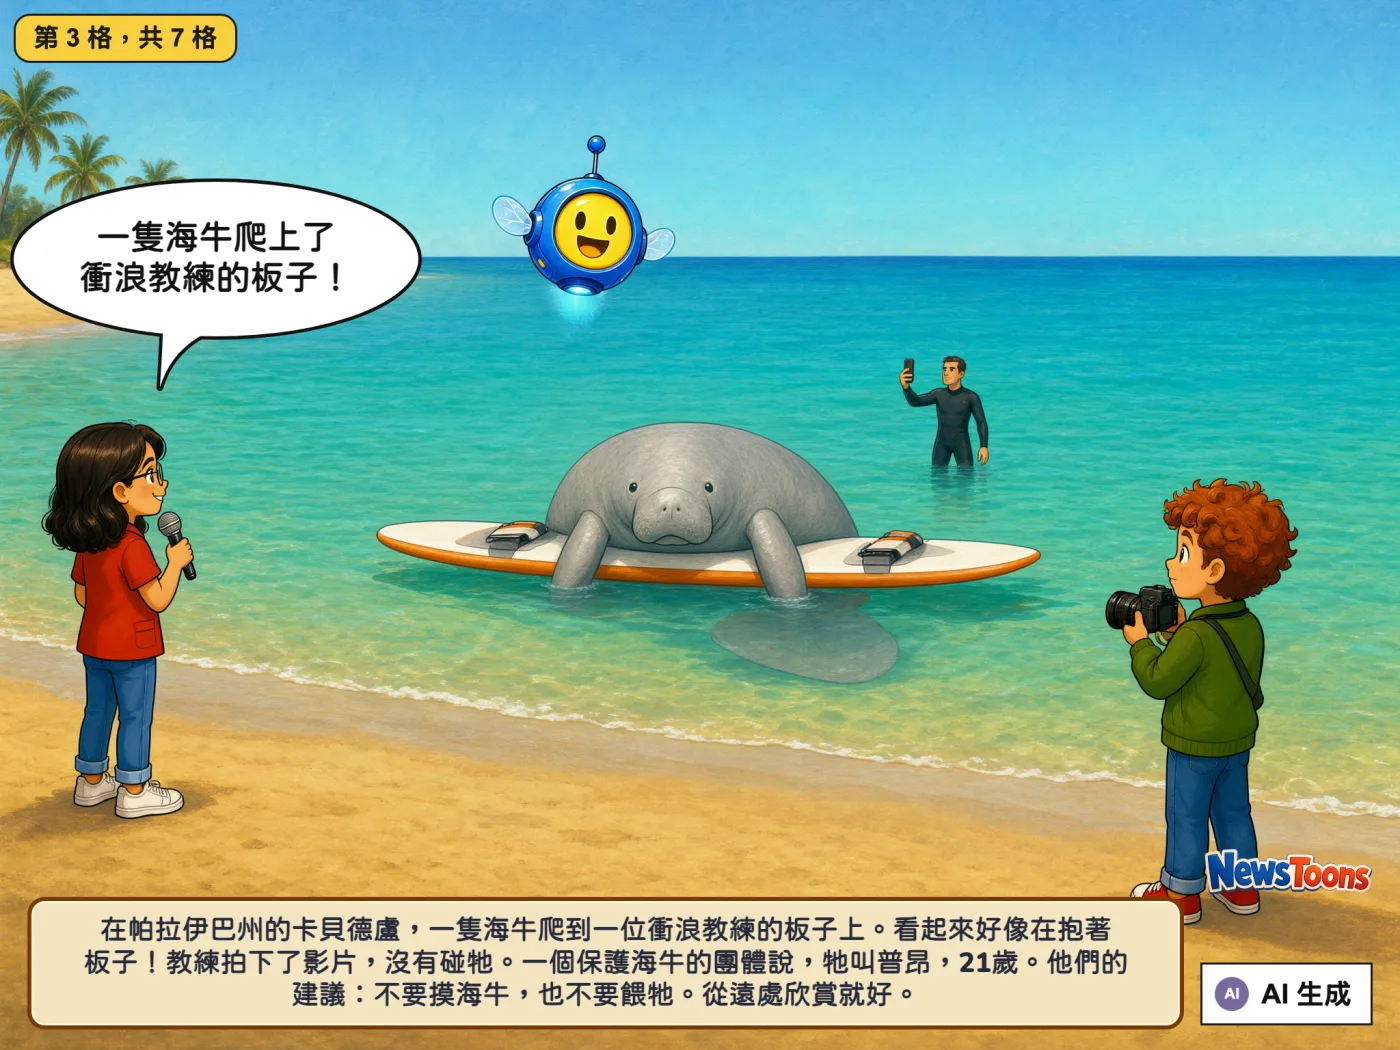 第 3 格，共 7 格
一隻海牛爬上了
衝浪教練的板子！
在帕拉伊巴州的卡貝德盧，一隻海牛爬到一位衝浪教練的板子上。看起來好像在抱著
板子！教練拍下了影片，沒有碰牠。一個保護海牛的團體說，牠叫普昂，21歲。他們的
建議：不要摸海牛，也不要餵牠。從遠處欣賞就好。
NewsToons
AI AI 生成